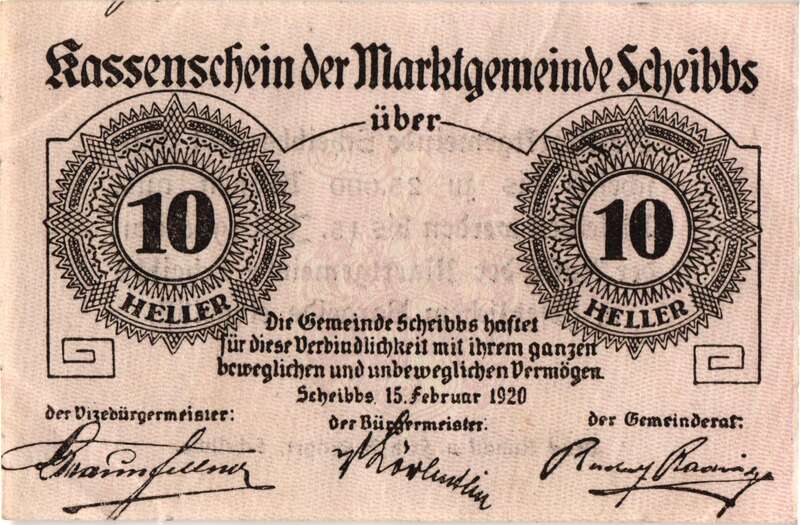 Kassenschein der Marktgemeinde Scheibbs
über
10
HELLER
10
HELLER
Die Gemeinde Scheibbs haftet
für diese Verbindlichkeit mit ihrem ganzen
beweglichen und unbeweglichen Vermögen.
Scheibbs, 15. Februar 1920
der Vizebürgermeister:
der Bürgermeister:
der Gemeinderat:
Rudolf